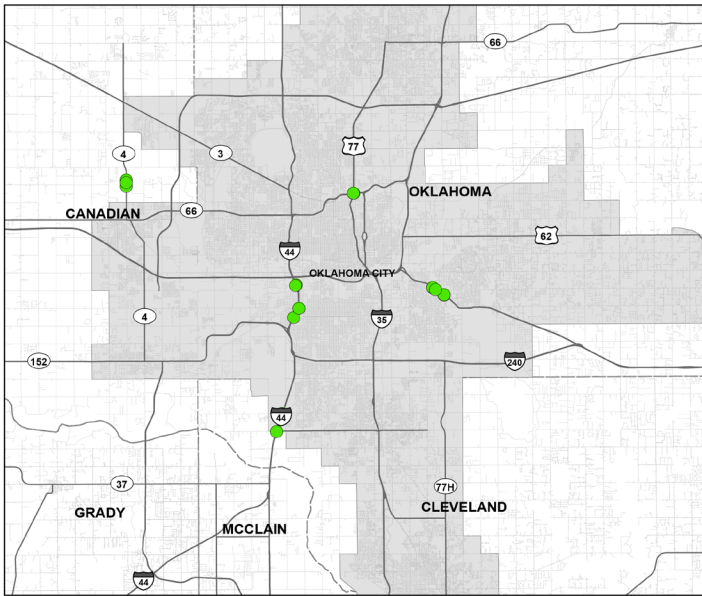 66
77
4
3
OKLAHOMA
66
CANADIAN
62
44
OKLAHOMA CITY
4
35
152
240
44
37
77H
CLEVELAND
GRADY
MCCLAIN
44